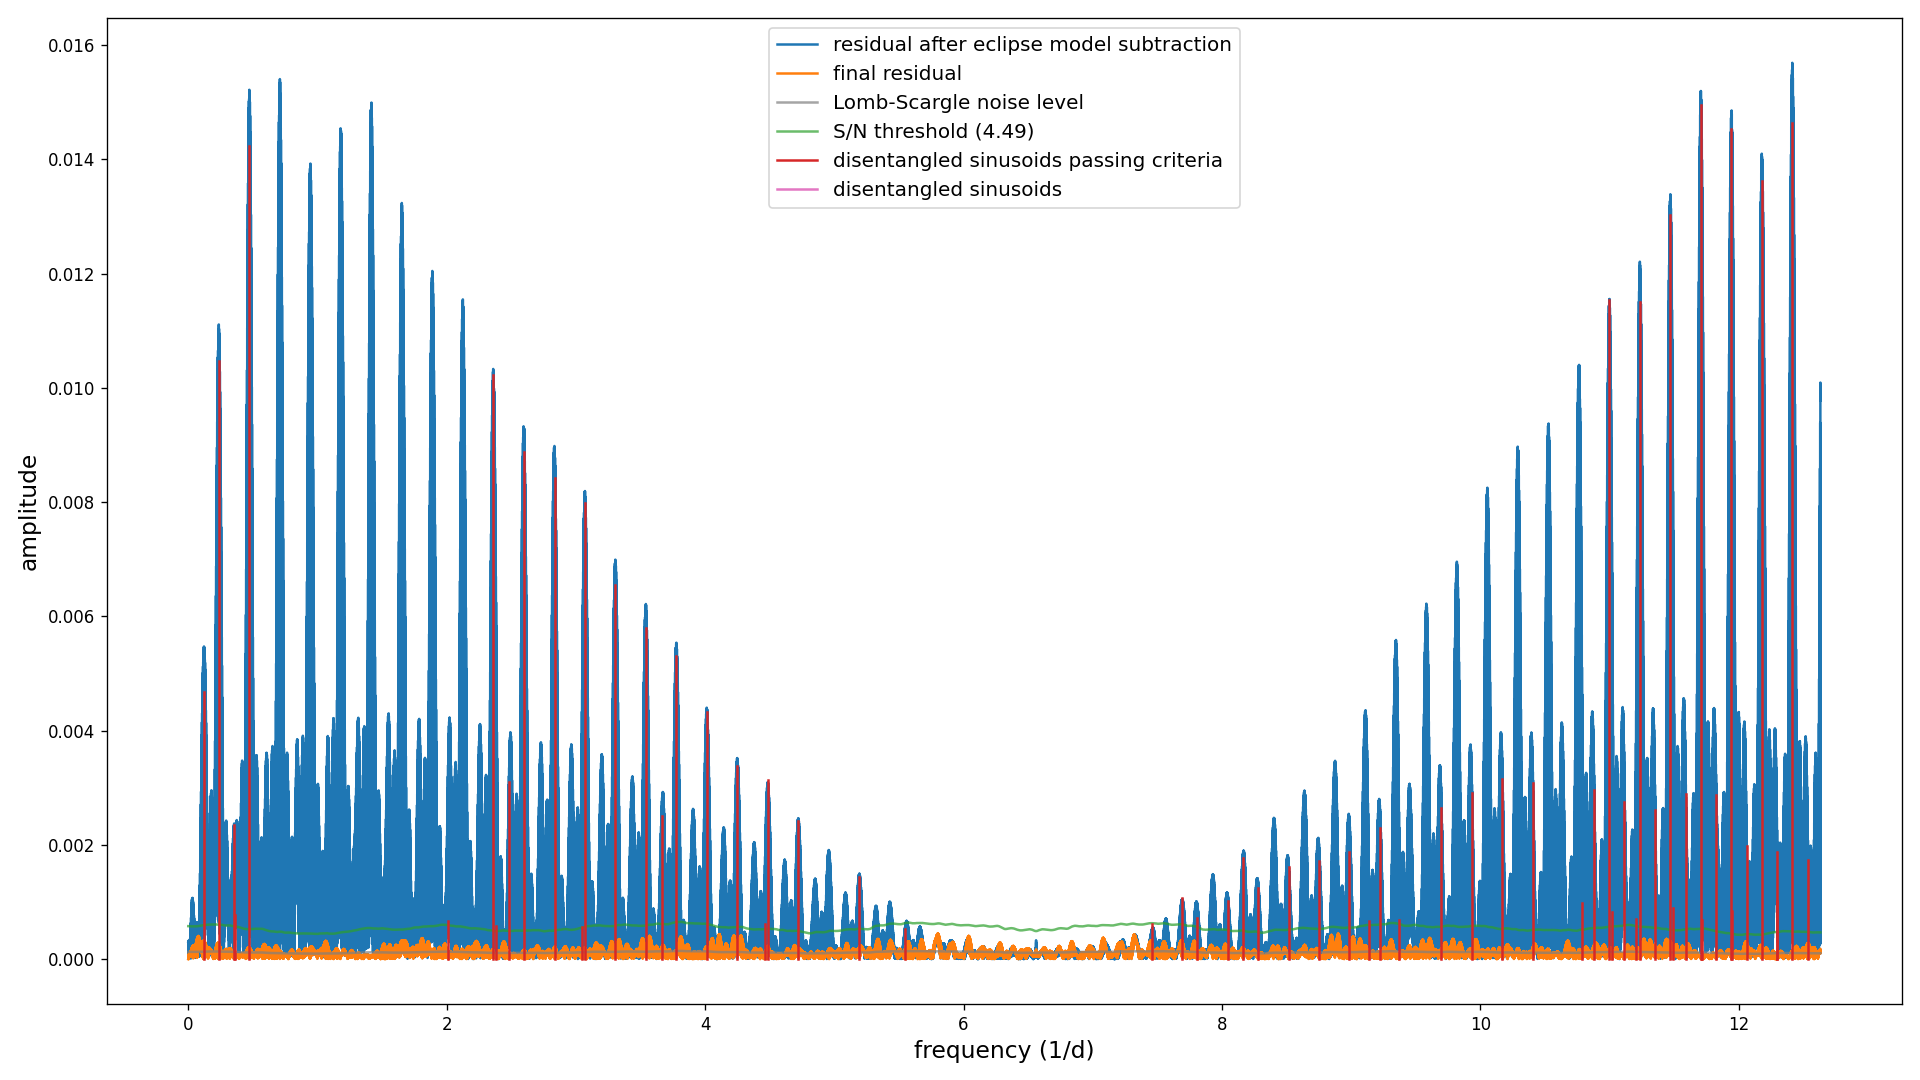 residual after eclipse model subtraction
final residual
Lomb-Scargle noise level
S/N threshold (4.49)
disentangled sinusoids passing criteria
disentangled sinusoids
amplitude
0.016
0.014
0.012
0.010
0.008
0.006
0.004
0.002
0.000
0 2 4 6 8 10 12
frequency (1/d)